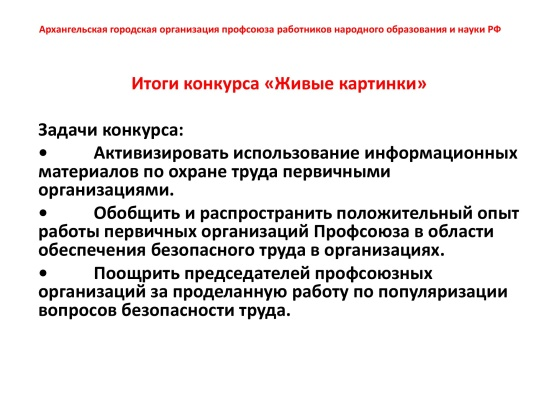 Архангельская городская организация профсоюза работников народного образования и науки РФ
Итоги конкурса «Живые картинки»
Задачи конкурса:
• Активизировать использование информационных
материалов по охране труда первичными
организациями.
• Обобщить и распространить положительный опыт
работы первичных организаций Профсоюза в области
обеспечения безопасного труда в организациях.
• Поощрить председателей профсоюзных
организаций за проделанную работу по популяризации
вопросов безопасности труда.